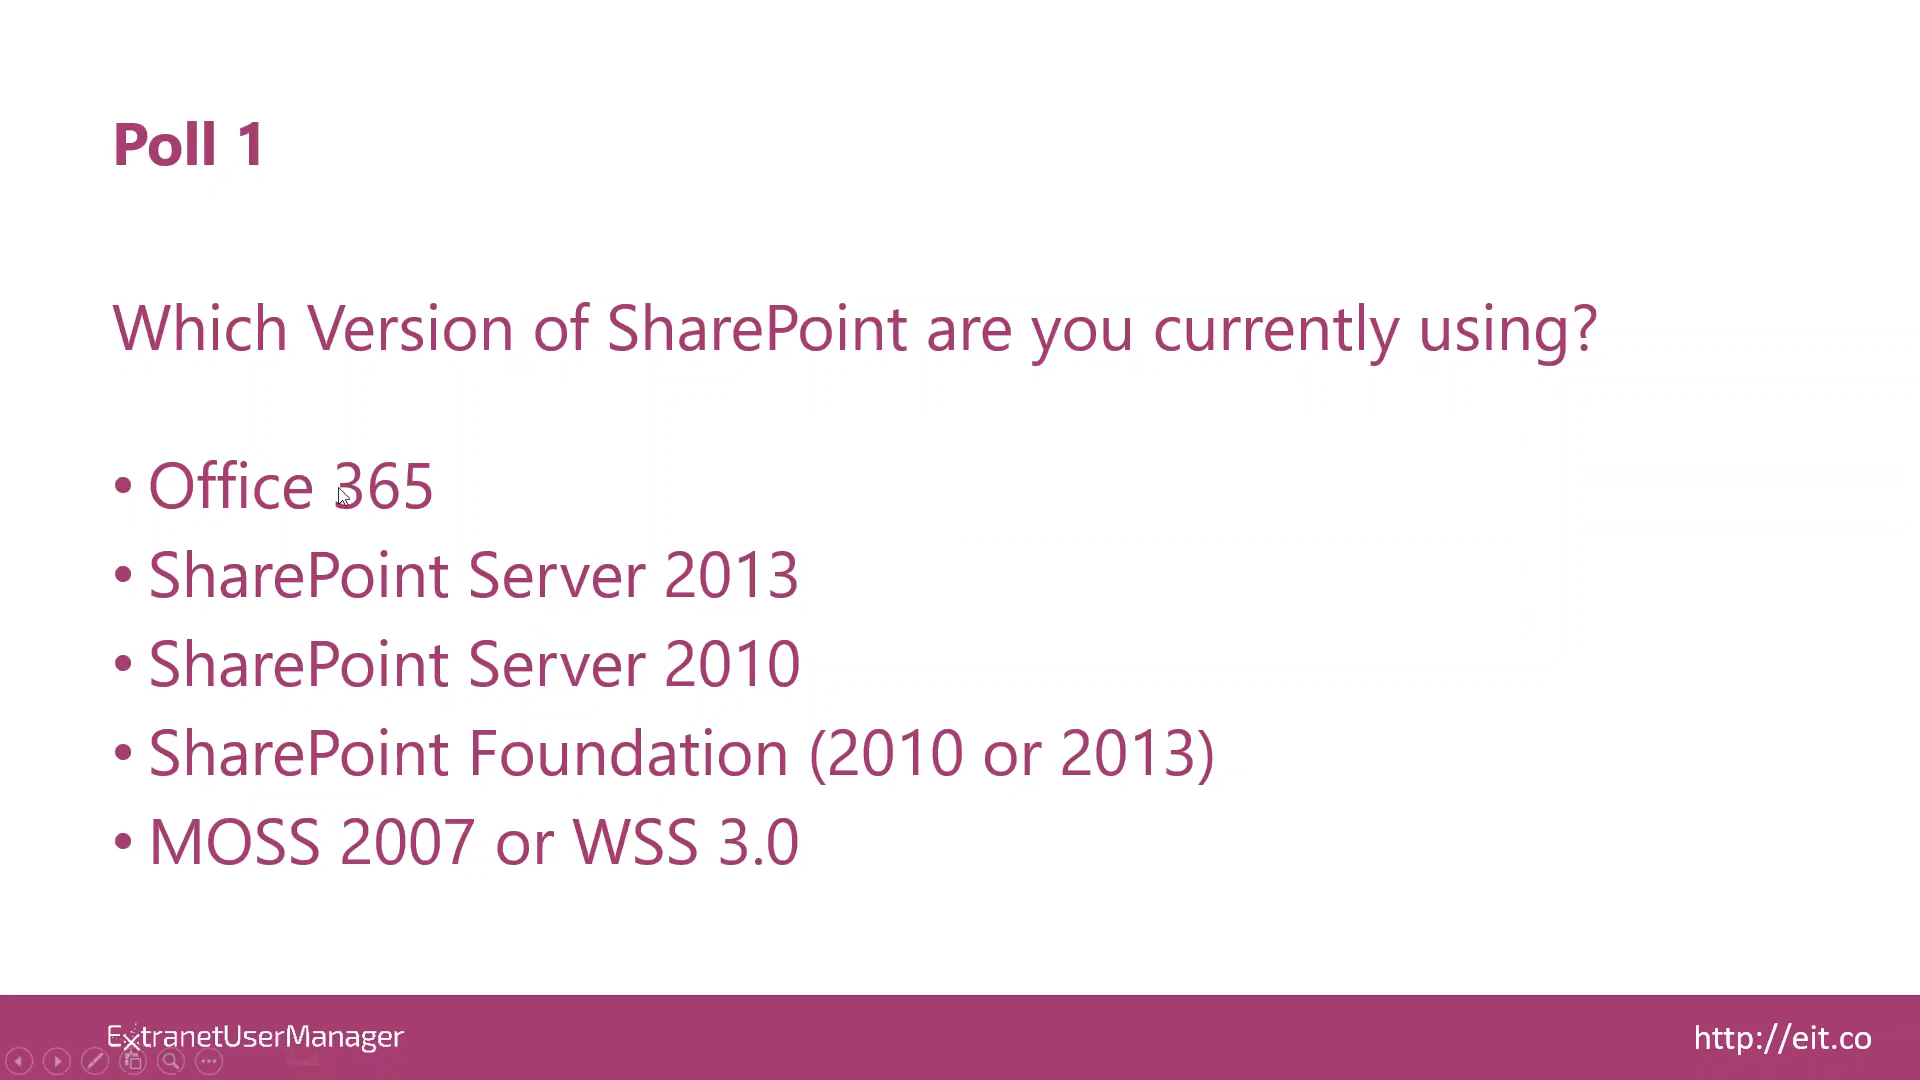 Poll 1
Which Version of SharePoint are you currently using?
• Office 365
• SharePoint Server 2013
• SharePoint Server 2010
• SharePoint Foundation (2010 or 2013)
• MOSS 2007 or WSS 3.0
ExtranetUserManager
http://eit.co